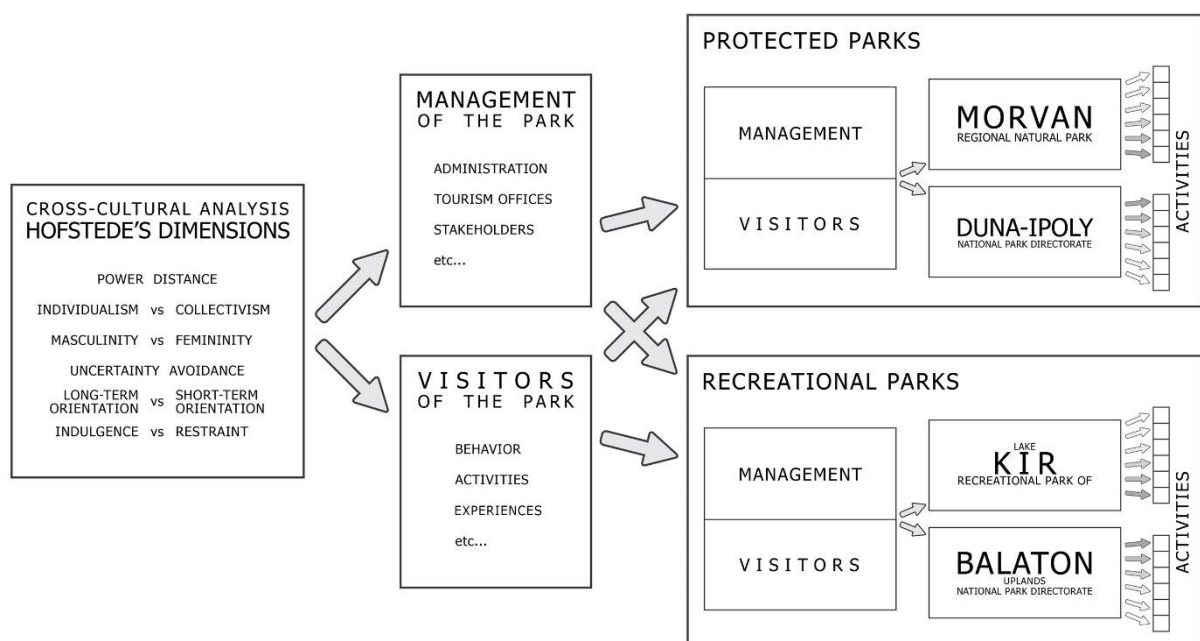 CROSS-CULTURAL ANALYSIS
HOFSTEDE'S DIMENSIONS
POWER DISTANCE
INDIVIDUALISM vs COLLECTIVISM
MASCULINITY vs FEMININITY
UNCERTAINTY AVOIDANCE
LONG-TERM ORIENTATION vs SHORT-TERM ORIENTATION
INDULGENCE vs RESTRAINT
MANAGEMENT
OF THE PARK
ADMINISTRATION
TOURISM OFFICES
STAKEHOLDERS
etc...
VISITORS
OF THE PARK
BEHAVIOR
ACTIVITIES
EXPERIENCES
etc...
PROTECTED PARKS
MANAGEMENT
VISITORS
MORVAN
REGIONAL NATURAL PARK
DUNA-IPOLY
NATIONAL PARK DIRECTORATE
ACTIVITIES
RECREATIONAL PARKS
MANAGEMENT
VISITORS
LAKE
KIR
RECREATIONAL PARK OF
BALATON
UPLANDS
NATIONAL PARK DIRECTORATE
ACTIVITIES